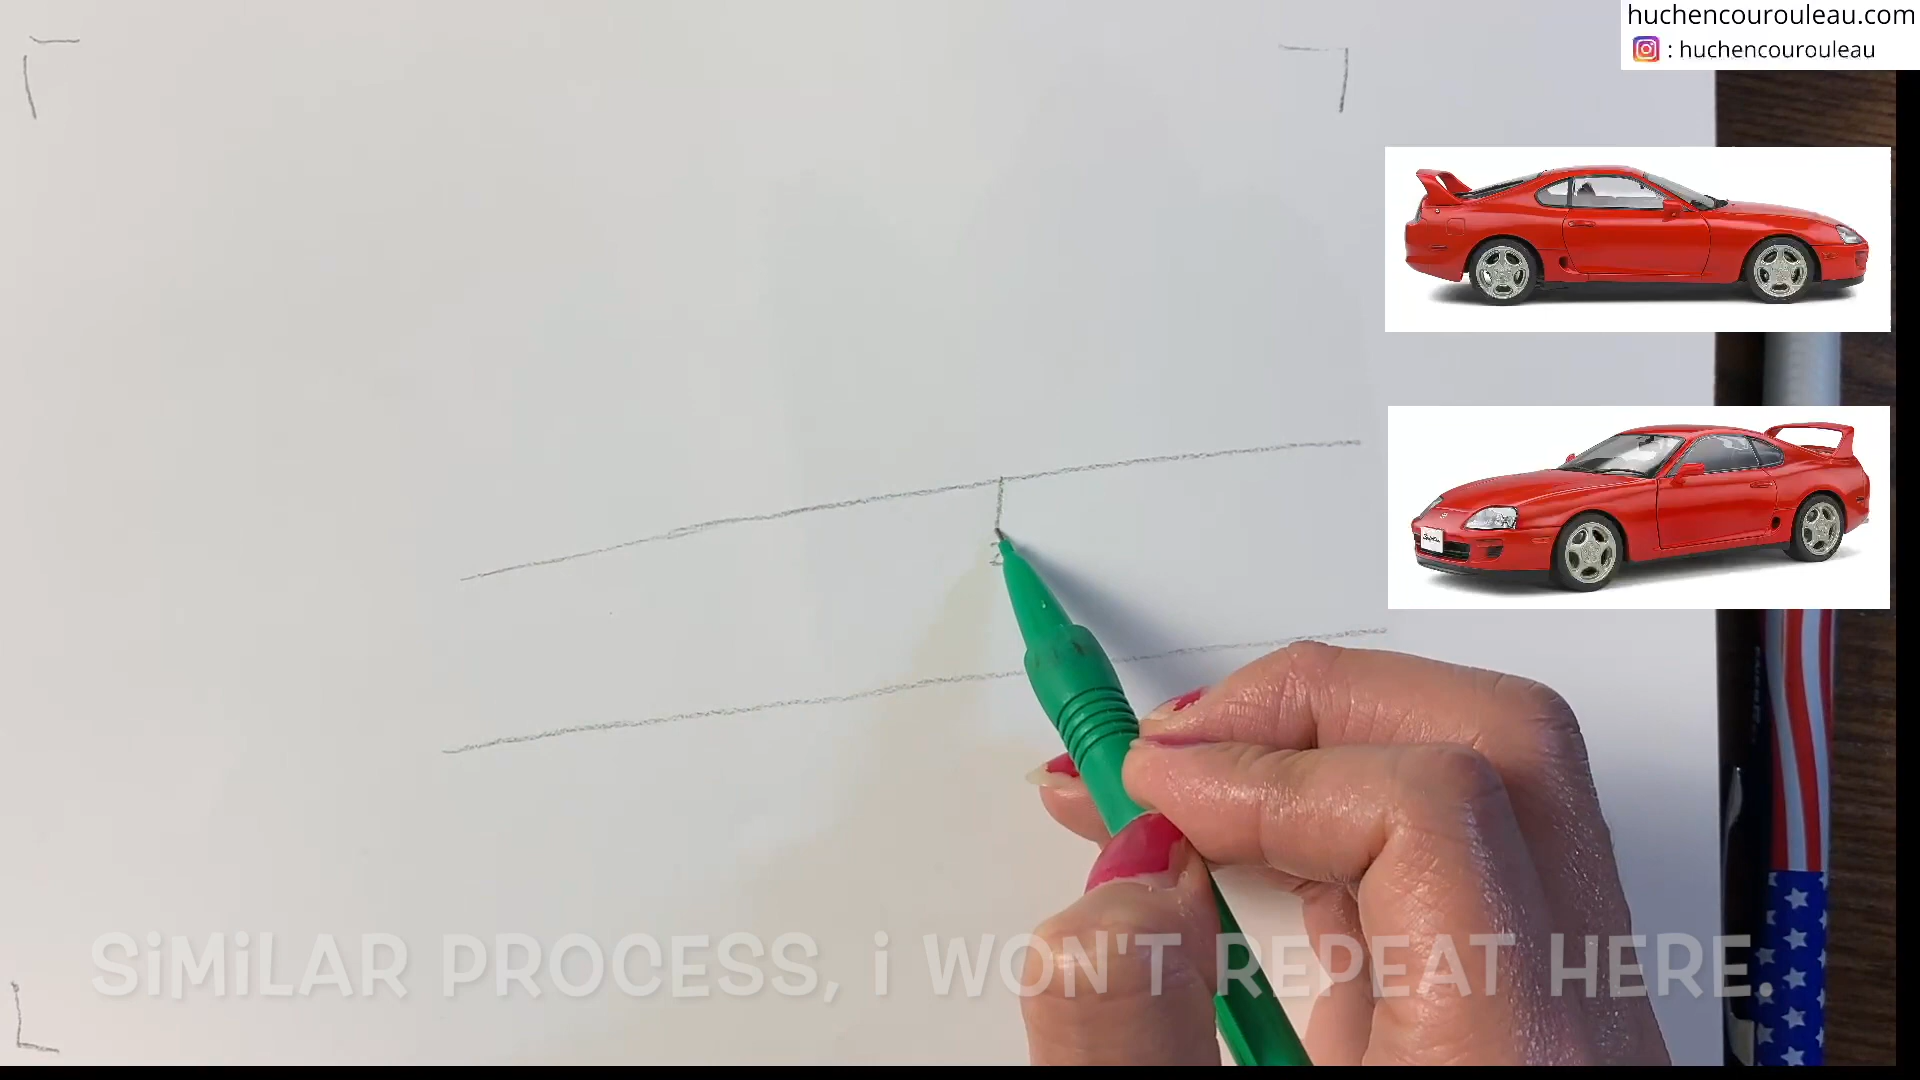 huchencourouleau.com
: huchencourouleau
SiMiLAR PROCESS, i WON'T REPEAT HERE.